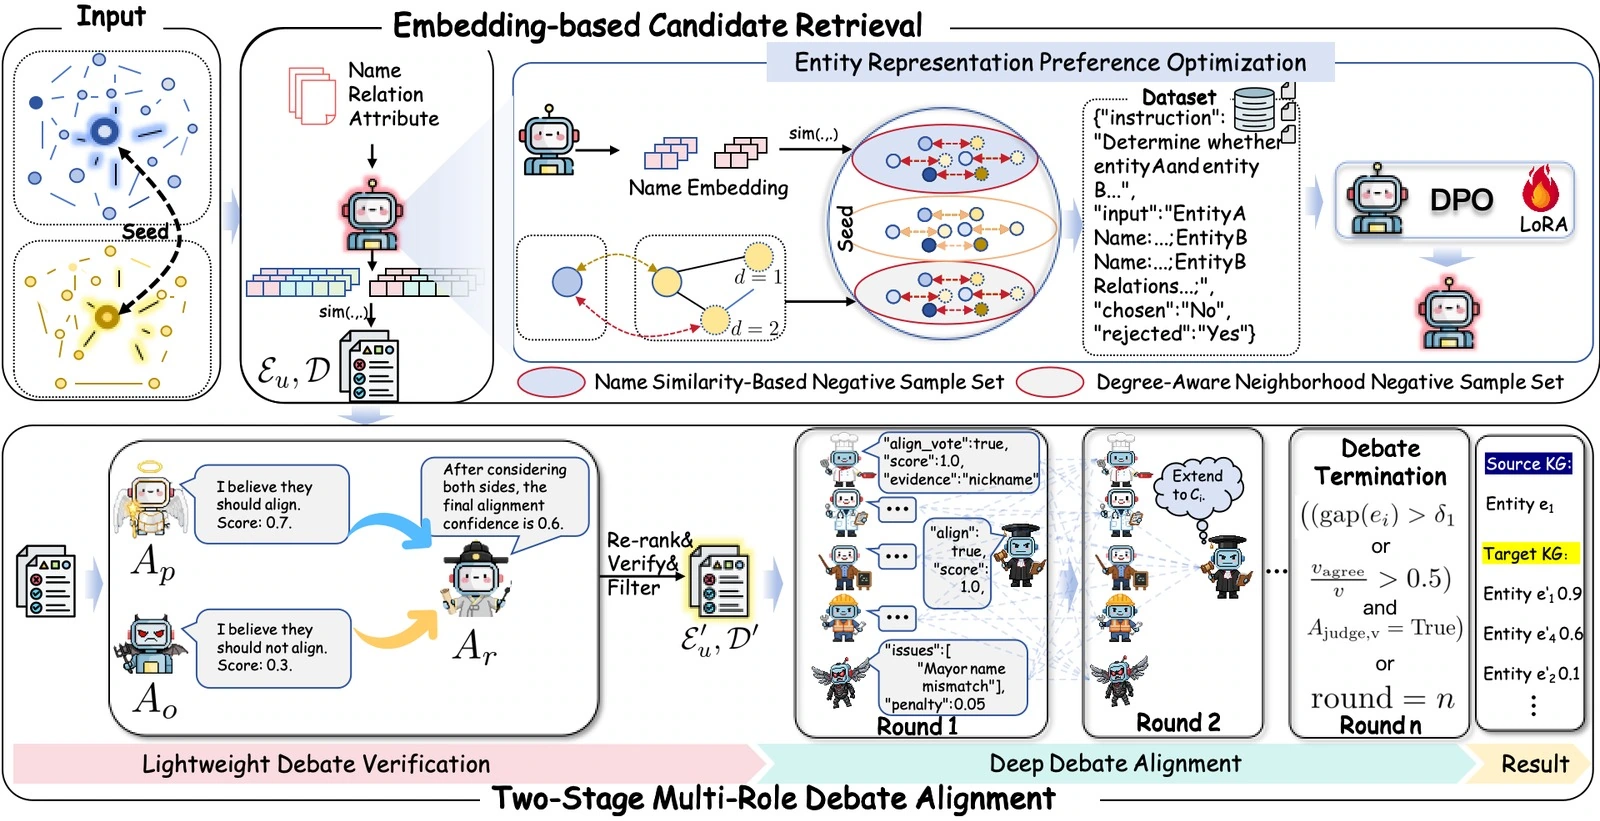 Input
Embedding-based Candidate Retrieval
Seed
Name
Relation
Attribute
sim(.,.)
ℰu, 𝒟
Entity Representation Preference Optimization
Name Embedding
sim(.,.)
d = 1
d = 2
Seed
Dataset
{"instruction":
"Determine whether
entityAandentity
B...",
"input":"EntityA
Name:...;EntityB
Name:...;EntityB
Relations...;",
"chosen":"No",
"rejected":"Yes"}
DPO
LoRA
Name Similarity-Based Negative Sample Set
Degree-Aware Neighborhood Negative Sample Set
I believe they
should align.
Score: 0.7.
Ap
I believe they
should not align.
Score: 0.3.
Ao
After considering
both sides, the
final alignment
confidence is 0.6.
Ar
Re-rank&
Verify&
Filter
ℰ'u, 𝒟'
"align_vote":true,
"score":1.0,
"evidence":"nickname"
...
...
...
"align":
true,
"score":
1.0,
"issues":[
"Mayor name
mismatch"],
"penalty":0.05
Round 1
Extend
to Ci.
Round 2
...
Debate
Termination
((gap(ei) > δ1
or
vagree/v > 0.5)
and
Ajudge,v = True)
or
round = n
Round n
Source KG:
Entity e1
Target KG:
Entity e'1 0.9
Entity e'4 0.6
Entity e'2 0.1
⋮
Lightweight Debate Verification
Deep Debate Alignment
Result
Two-Stage Multi-Role Debate Alignment